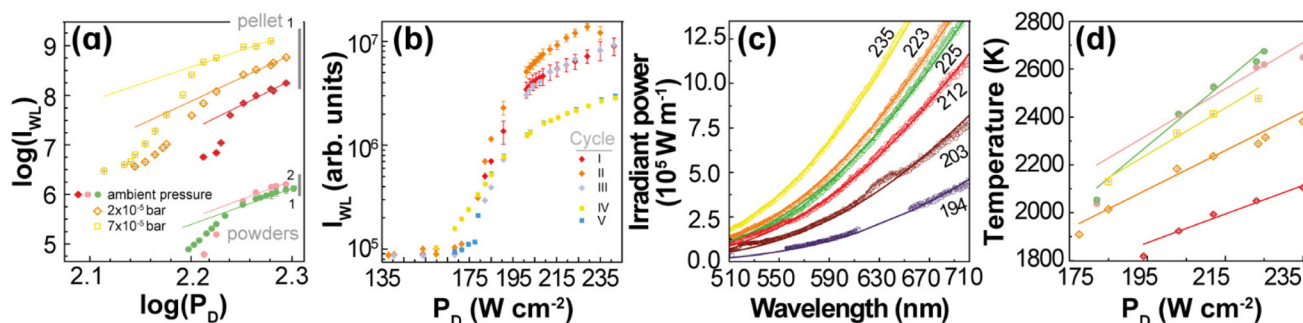 (a)
pellet
1
9
8
7
6
5
log(I_WL)
2
1
ambient pressure
2x10⁻⁵ bar
7x10⁻⁵ bar
powders
2.1
2.2
2.3
log(P_D)
(b)
10⁷
10⁶
10⁵
I_WL (arb. units)
Cycle
I
II
III
IV
V
135
155
175
195
215
235
P_D (W cm⁻²)
(c)
12.5
10.0
7.5
5.0
2.5
0.0
Irradiant power
(10⁵ W m⁻¹)
235
223
225
212
203
194
510
550
590
630
670
710
Wavelength (nm)
(d)
2800
2600
2400
2200
2000
1800
Temperature (K)
175
195
215
235
P_D (W cm⁻²)